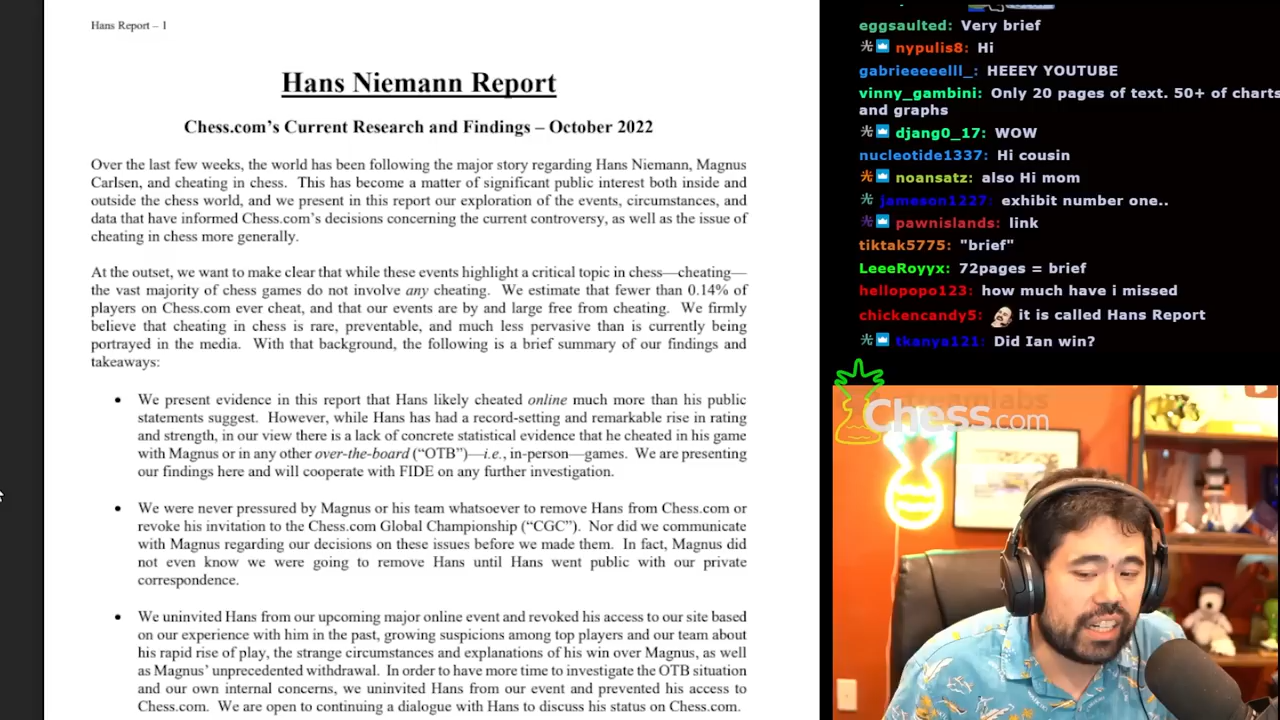 Hans Report – 1
Hans Niemann Report
Chess.com's Current Research and Findings – October 2022
Over the last few weeks, the world has been following the major story regarding Hans Niemann, Magnus
Carlsen, and cheating in chess. This has become a matter of significant public interest both inside and
outside the chess world, and we present in this report our exploration of the events, circumstances, and
data that have informed Chess.com's decisions concerning the current controversy, as well as the issue of
cheating in chess more generally.
At the outset, we want to make clear that while these events highlight a critical topic in chess—cheating—
the vast majority of chess games do not involve any cheating. We estimate that fewer than 0.14% of
players on Chess.com ever cheat, and that our events are by and large free from cheating. We firmly
believe that cheating in chess is rare, preventable, and much less pervasive than is currently being
portrayed in the media. With that background, the following is a brief summary of our findings and
takeaways:
• We present evidence in this report that Hans likely cheated online much more than his public
statements suggest. However, while Hans has had a record-setting and remarkable rise in rating
and strength, in our view there is a lack of concrete statistical evidence that he cheated in his game
with Magnus or in any other over-the-board ("OTB")—i.e., in-person—games. We are presenting
our findings here and will cooperate with FIDE on any further investigation.
• We were never pressured by Magnus or his team whatsoever to remove Hans from Chess.com or
revoke his invitation to the Chess.com Global Championship ("CGC"). Nor did we communicate
with Magnus regarding our decisions on these issues before we made them. In fact, Magnus did
not even know we were going to remove Hans until Hans went public with our private
correspondence.
• We uninvited Hans from our upcoming major online event and revoked his access to our site based
on our experience with him in the past, growing suspicions among top players and our team about
his rapid rise of play, the strange circumstances and explanations of his win over Magnus, as well
as Magnus' unprecedented withdrawal. In order to have more time to investigate the OTB situation
and our own internal concerns, we uninvited Hans from our event and prevented his access to
Chess.com. We are open to continuing a dialogue with Hans to discuss his status on Chess.com.
eggsaulted: Very brief
nypulis8: Hi
gabrieeeeelll_: HEEEY YOUTUBE
vinny_gambini: Only 20 pages of text. 50+ of charts
and graphs
djang0_17: WOW
nucleotide1337: Hi cousin
noansatz: also Hi mom
jameson1227: exhibit number one..
pawnislands: link
tiktak5775: "brief"
LeeeRoyyx: 72pages = brief
hellopopo123: how much have i missed
chickencandy5: it is called Hans Report
tkanya121: Did Ian win?
Chess.com